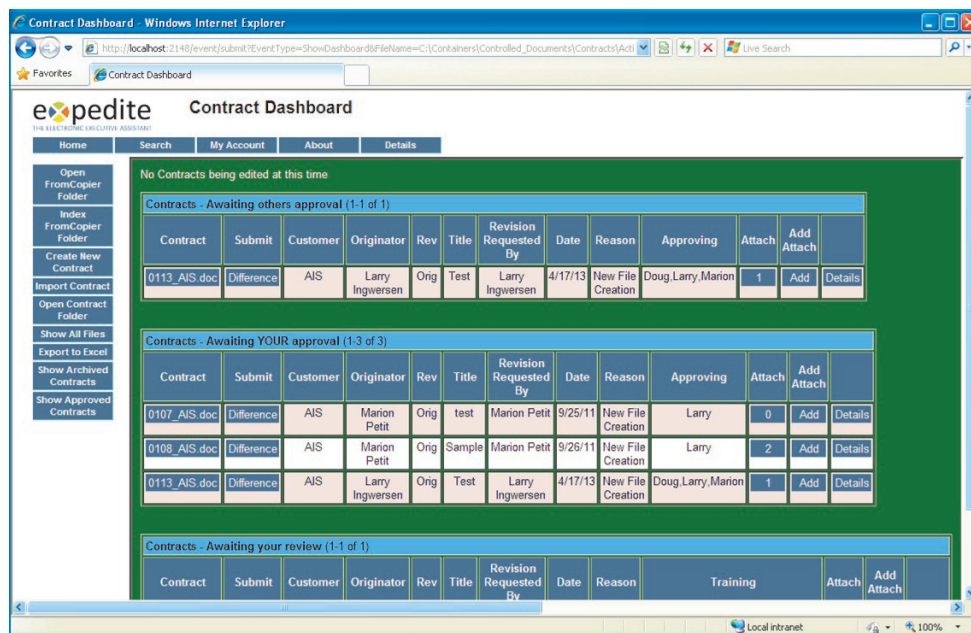 Contract Dashboard - Windows Internet Explorer
http://localhost:2148/event/submit?EventType=ShowDashboard&FileName=C:\Containers\Controlled_Documents\Contracts\Acti
Live Search
Favorites
Contract Dashboard
expedite
THE ELECTRONIC EXECUTIVE ASSISTANT
Contract Dashboard
Home Search My Account About Details
Open
FromCopier
Folder
Index
FromCopier
Folder
Create New
Contract
Import Contract
Open Contract
Folder
Show All Files
Export to Excel
Show Archived
Contracts
Show Approved
Contracts
No Contracts being edited at this time
Contracts - Awaiting others approval (1-1 of 1)
Contract Submit Customer Originator Rev Title Revision Requested By Date Reason Approving Attach Add Attach
0113_AIS.doc Difference AIS Larry Ingwersen Orig Test Larry Ingwersen 4/17/13 New File Creation Doug,Larry,Marion 1 Add Details
Contracts - Awaiting YOUR approval (1-3 of 3)
Contract Submit Customer Originator Rev Title Revision Requested By Date Reason Approving Attach Add Attach
0107_AIS.doc Difference AIS Marion Petit Orig test Marion Petit 9/25/11 New File Creation Larry 0 Add Details
0108_AIS.doc Difference AIS Marion Petit Orig Sample Marion Petit 9/26/11 New File Creation Larry 2 Add Details
0113_AIS.doc Difference AIS Larry Ingwersen Orig Test Larry Ingwersen 4/17/13 New File Creation Doug,Larry,Marion 1 Add Details
Contracts - Awaiting your review (1-1 of 1)
Contract Submit Customer Originator Rev Title Revision Requested By Date Reason Training Attach Add Attach
Local intranet
100%